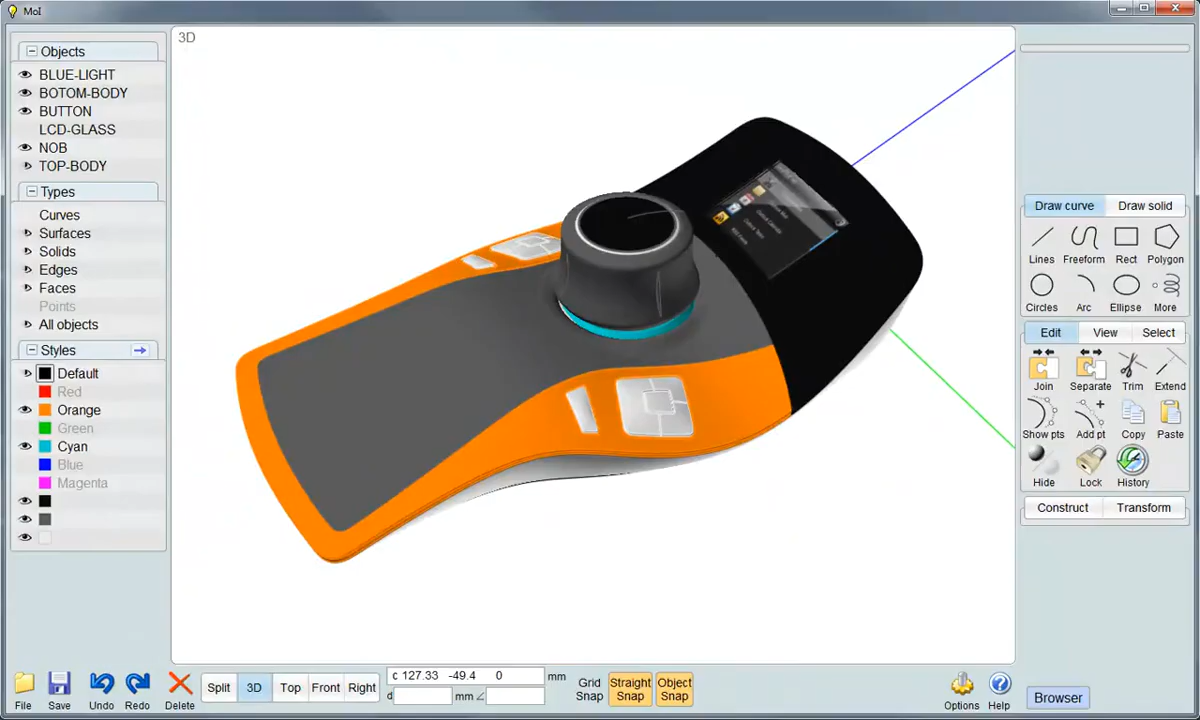 MoI
Objects
BLUE-LIGHT
BOTOM-BODY
BUTTON
LCD-GLASS
NOB
TOP-BODY
Types
Curves
Surfaces
Solids
Edges
Faces
Points
All objects
Styles
Default
Red
Orange
Green
Cyan
Blue
Magenta
3D
Draw curve Draw solid
Lines Freeform Rect Polygon
Circles Arc Ellipse More
Edit View Select
Join Separate Trim Extend
Show pts Add pt Copy Paste
Hide Lock History
Construct Transform
File Save Undo Redo Delete
Split 3D Top Front Right
c 127.33 -49.4 0 mm
d mm
Grid Snap
Straight Snap
Object Snap
Options Help
Browser